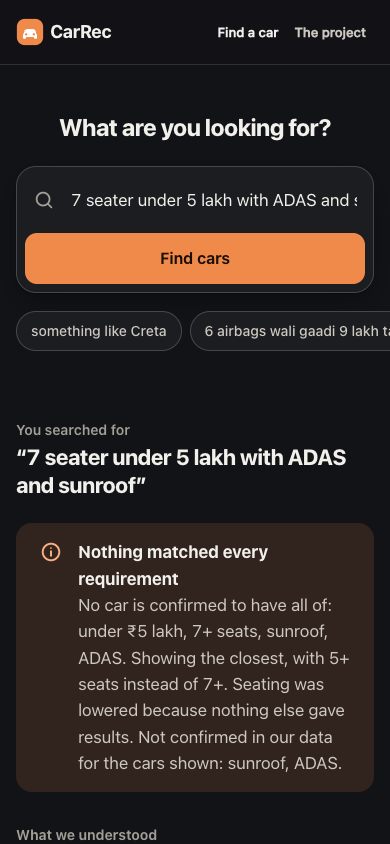 CarRec
Find a car
The project
What are you looking for?
7 seater under 5 lakh with ADAS and s
Find cars
something like Creta
6 airbags wali gaadi 9 lakh ta
You searched for
“7 seater under 5 lakh with ADAS
and sunroof”
Nothing matched every
requirement
No car is confirmed to have all of:
under ₹5 lakh, 7+ seats, sunroof,
ADAS. Showing the closest, with 5+
seats instead of 7+. Seating was
lowered because nothing else gave
results. Not confirmed in our data
for the cars shown: sunroof, ADAS.
What we understood